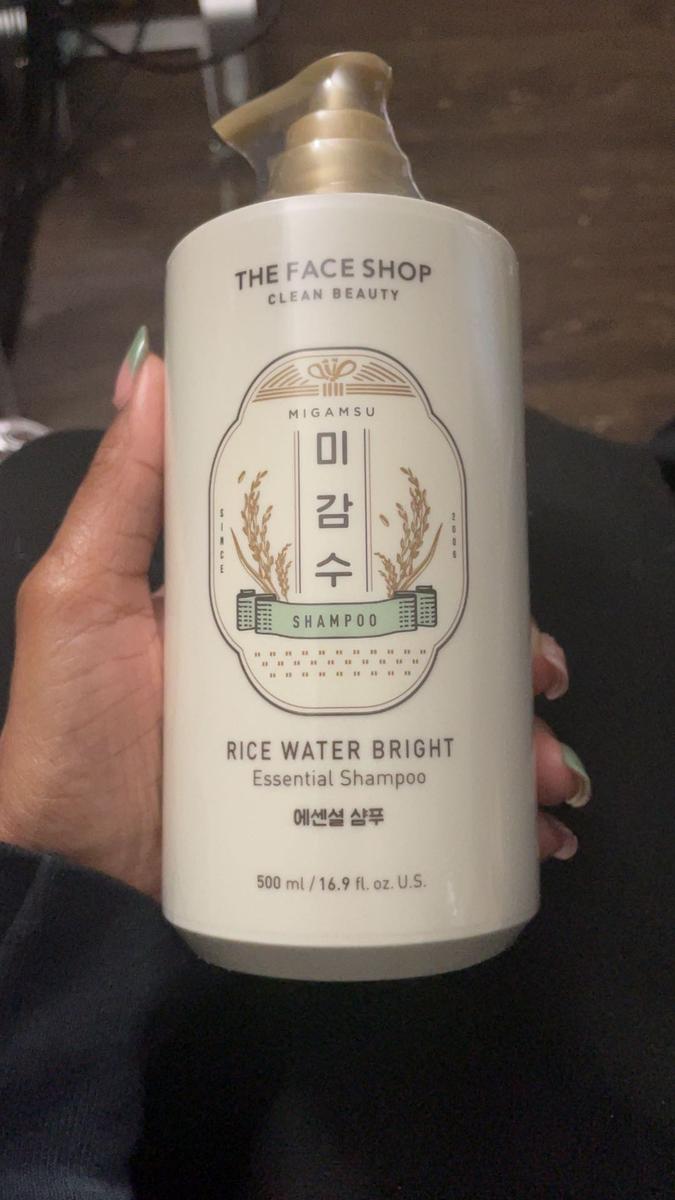 THE FACE SHOP
CLEAN BEAUTY
MIGAMSU
미
감
수
SINCE
2006
SHAMPOO
RICE WATER BRIGHT
Essential Shampoo
에센셜 샴푸
500 ml / 16.9 fl. oz. U.S.